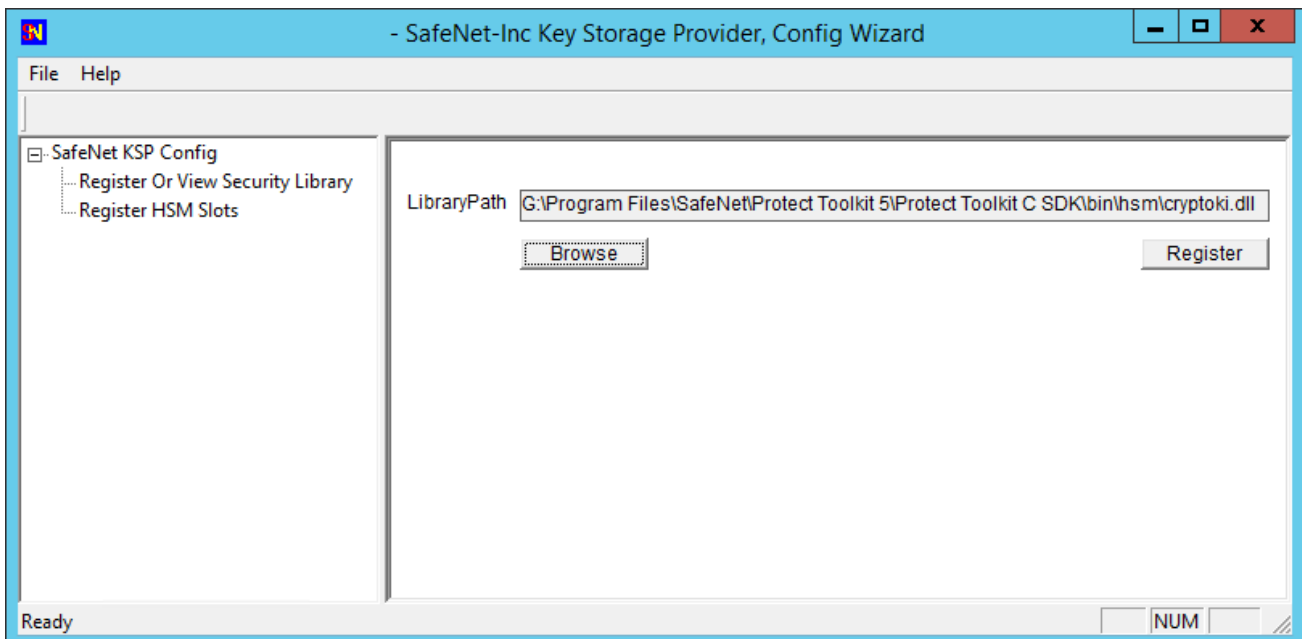 SN
- SafeNet-Inc Key Storage Provider, Config Wizard
x
File Help
SafeNet KSP Config
Register Or View Security Library
Register HSM Slots
LibraryPath G:\Program Files\SafeNet\Protect Toolkit 5\Protect Toolkit C SDK\bin\hsm\cryptoki.dll
Browse Register
Ready NUM